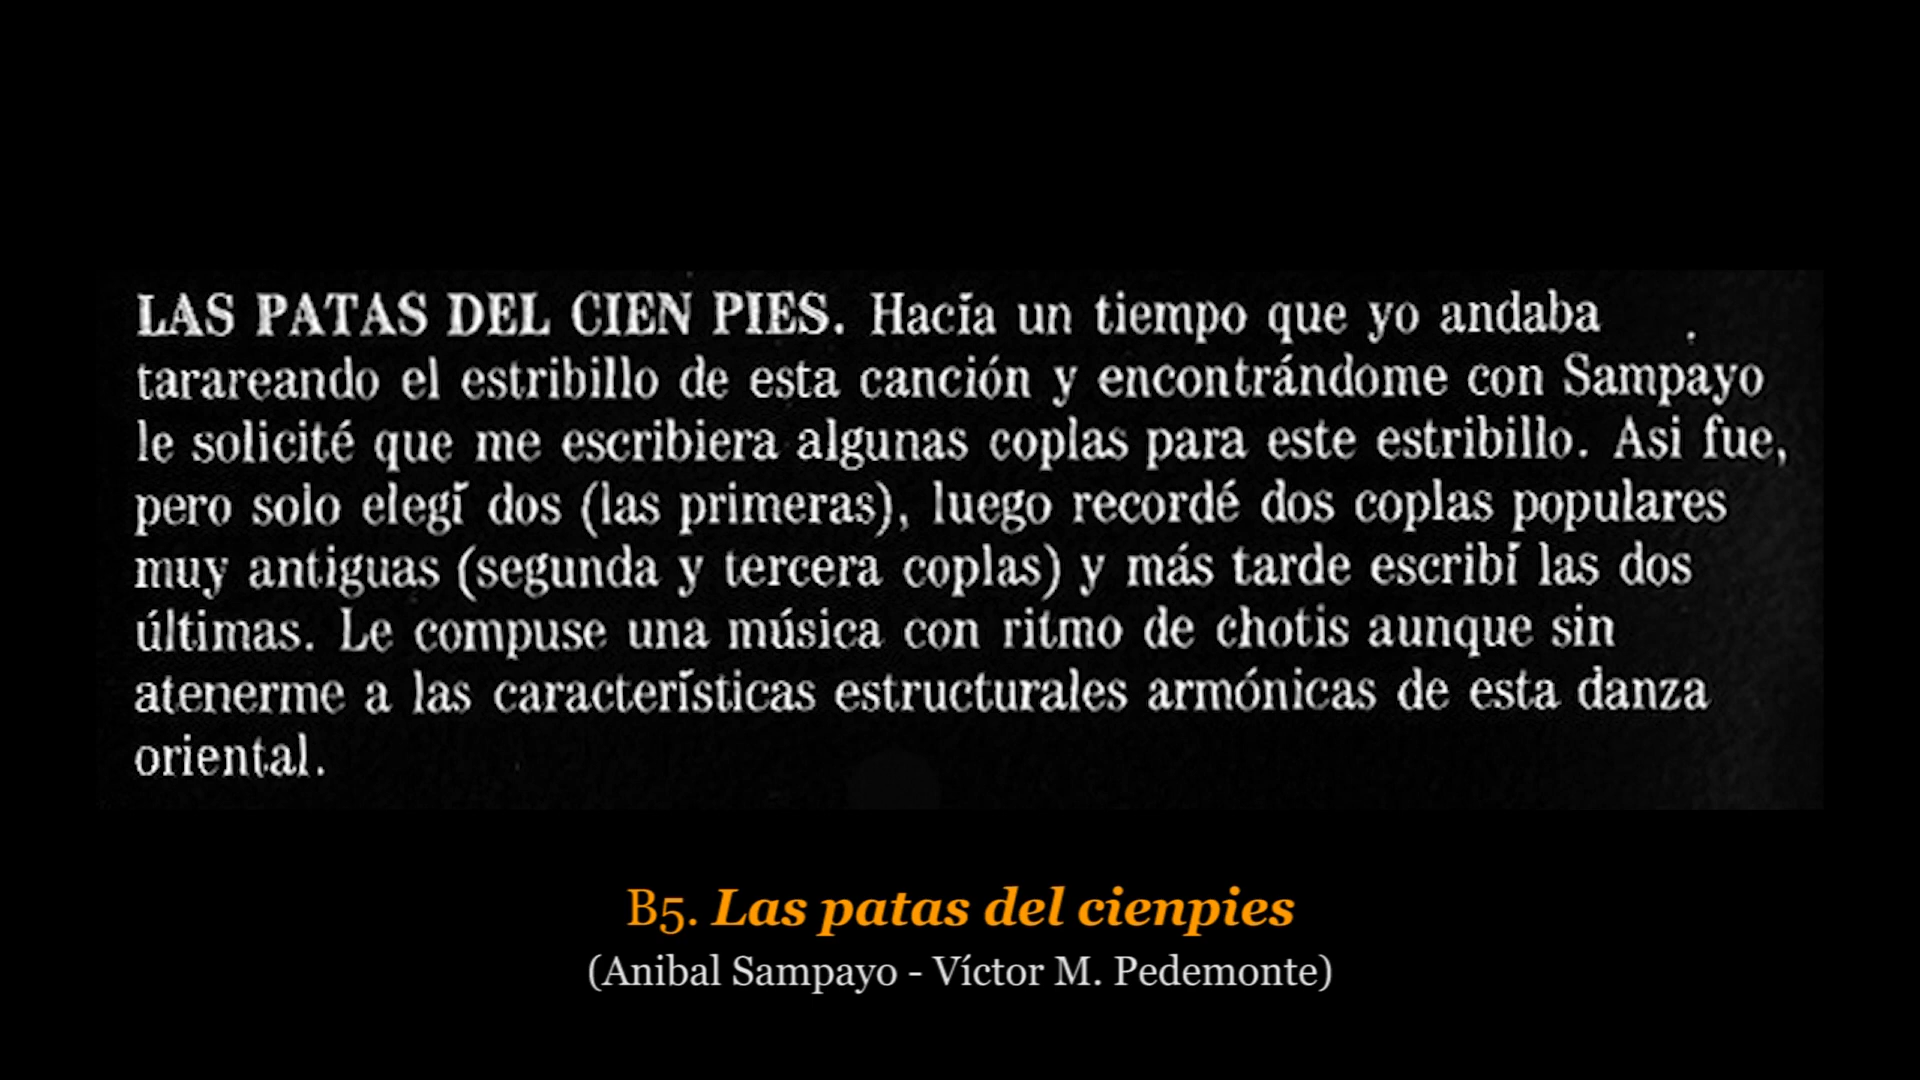 LAS PATAS DEL CIEN PIES. Hacía un tiempo que yo andaba
tarareando el estribillo de esta canción y encontrándome con Sampayo
le solicité que me escribiera algunas coplas para este estribillo. Asi fue,
pero solo elegí dos (las primeras), luego recordé dos coplas populares
muy antiguas (segunda y tercera coplas) y más tarde escribí las dos
últimas. Le compuse una música con ritmo de chotis aunque sin
atenerme a las características estructurales armónicas de esta danza
oriental.
B5. Las patas del cienpies
(Anibal Sampayo - Víctor M. Pedemonte)